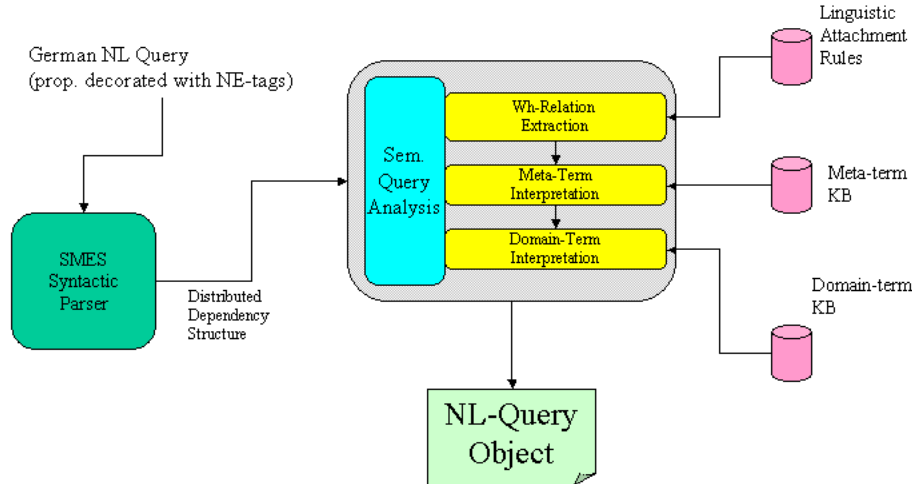 German NL Query
(prop. decorated with NE-tags)
SMES
Syntactic
Parser
Distributed
Dependency
Structure
Sem.
Query
Analysis
Wh-Relation
Extraction
Meta-Term
Interpretation
Domain-Term
Interpretation
Linguistic
Attachment
Rules
Meta-term
KB
Domain-term
KB
NL-Query
Object